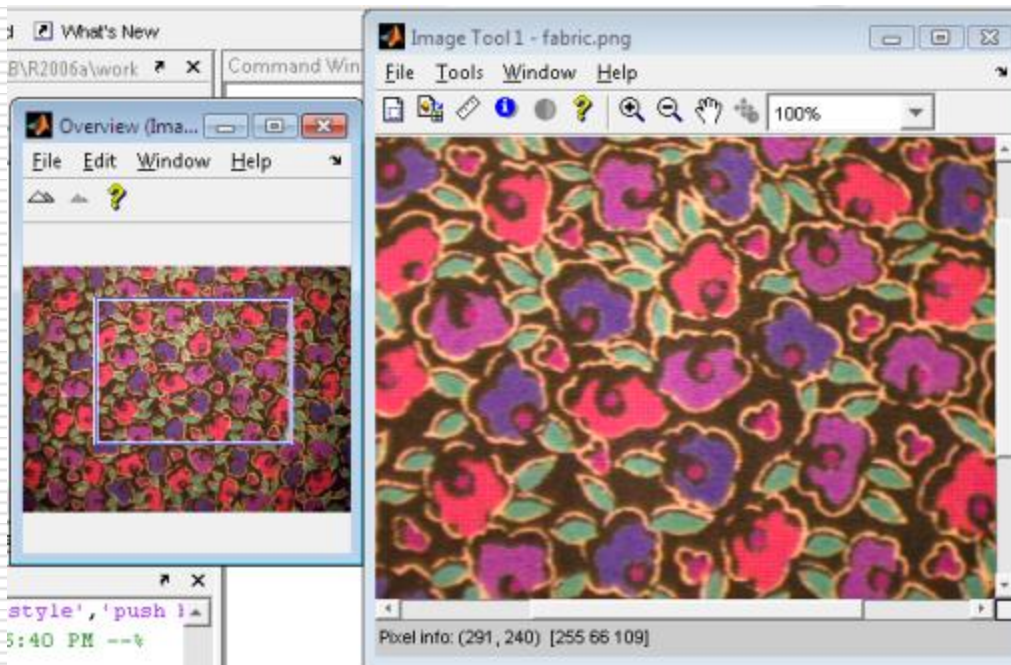 What's New
B\R2006a\work
Command Win
Overview (Ima...
File Edit Window Help
Image Tool 1 - fabric.png
File Tools Window Help
100%
Pixel info: (291, 240) [255 66 109]
style','push
5:40 PM --%